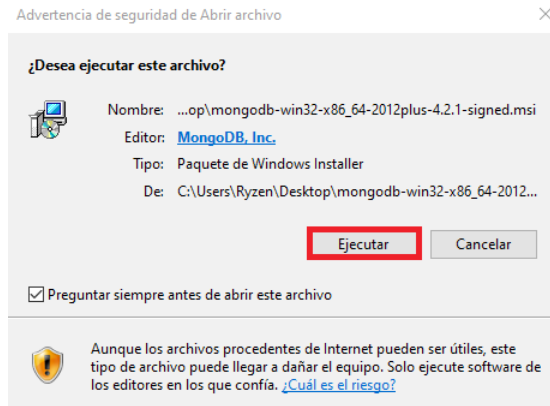 Advertencia de seguridad de Abrir archivo
¿Desea ejecutar este archivo?
Nombre: ...op\mongodb-win32-x86_64-2012plus-4.2.1-signed.msi
Editor: MongoDB, Inc.
Tipo: Paquete de Windows Installer
De: C:\Users\Ryzen\Desktop\mongodb-win32-x86_64-2012...
Ejecutar Cancelar
Preguntar siempre antes de abrir este archivo
Aunque los archivos procedentes de Internet pueden ser útiles, este
tipo de archivo puede llegar a dañar el equipo. Solo ejecute software de
los editores en los que confía. ¿Cuál es el riesgo?